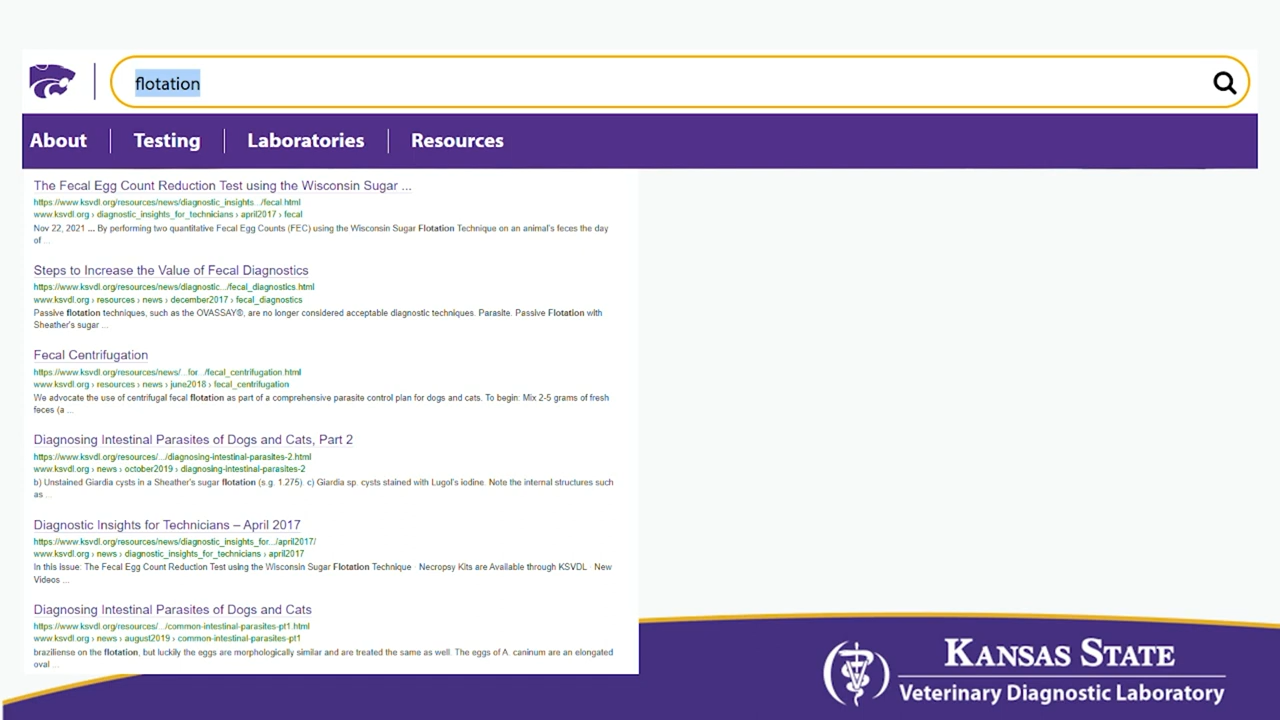 flotation
About
Testing
Laboratories
Resources
The Fecal Egg Count Reduction Test using the Wisconsin Sugar ...
https://www.ksvdl.org/resources/news/diagnostic_insights.../fecal.html
www.ksvdl.org › diagnostic_insights_for_technicians › april2017 › fecal
Nov 22, 2021 ... By performing two quantitative Fecal Egg Counts (FEC) using the Wisconsin Sugar Flotation Technique on an animal's feces the day
of ...
Steps to Increase the Value of Fecal Diagnostics
https://www.ksvdl.org/resources/news/diagnostic.../fecal_diagnostics.html
www.ksvdl.org › resources › news › december2017 › fecal_diagnostics
Passive flotation techniques, such as the OVASSAY®, are no longer considered acceptable diagnostic techniques. Parasite. Passive Flotation with
Sheather's sugar ...
Fecal Centrifugation
https://www.ksvdl.org/resources/news/...for.../fecal_centrifugation.html
www.ksvdl.org › resources › news › june2018 › fecal_centrifugation
We advocate the use of centrifugal fecal flotation as part of a comprehensive parasite control plan for dogs and cats. To begin: Mix 2-5 grams of fresh
feces (a ...
Diagnosing Intestinal Parasites of Dogs and Cats, Part 2
https://www.ksvdl.org/resources/.../diagnosing-intestinal-parasites-2.html
www.ksvdl.org › news › october2019 › diagnosing-intestinal-parasites-2
b) Unstained Giardia cysts in a Sheather's sugar flotation (s.g. 1.275). c) Giardia sp. cysts stained with Lugol's iodine. Note the internal structures such
as ...
Diagnostic Insights for Technicians – April 2017
https://www.ksvdl.org/resources/news/diagnostic_insights_for.../april2017/
www.ksvdl.org › news › diagnostic_insights_for_technicians › april2017
In this issue: The Fecal Egg Count Reduction Test using the Wisconsin Sugar Flotation Technique · Necropsy Kits are Available through KSVDL · New
Videos ...
Diagnosing Intestinal Parasites of Dogs and Cats
https://www.ksvdl.org/resources/.../common-intestinal-parasites-pt1.html
www.ksvdl.org › news › august2019 › common-intestinal-parasites-pt1
braziliense on the flotation, but luckily the eggs are morphologically similar and are treated the same as well. The eggs of A. caninum are an elongated
oval ...
KANSAS STATE
Veterinary Diagnostic Laboratory